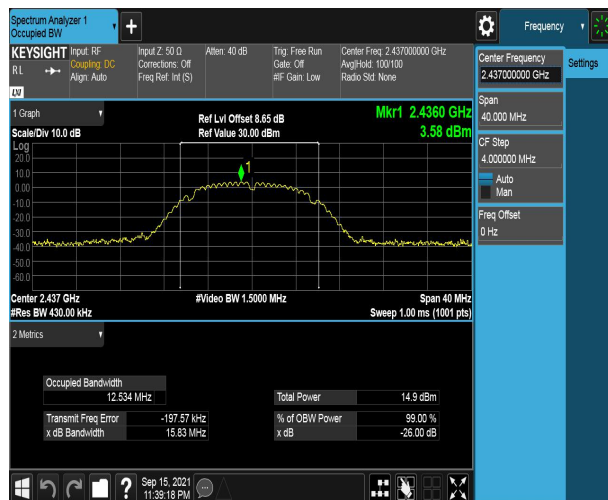 Spectrum Analyzer 1
Occupied BW
+
Frequency
KEYSIGHT
R L
Input: RF
Coupling: DC
Align: Auto
Input Z: 50 Ω
Corrections: Off
Freq Ref: Int (S)
Atten: 40 dB
Trig: Free Run
Gate: Off
#IF Gain: Low
Center Freq: 2.437000000 GHz
Avg|Hold: 100/100
Radio Std: None
Center Frequency
2.437000000 GHz
Settings
Span
40.000 MHz
CF Step
4.000000 MHz
Auto
Man
Freq Offset
0 Hz
1 Graph
Scale/Div 10.0 dB
Ref Lvl Offset 8.65 dB
Ref Value 30.00 dBm
Mkr1 2.4360 GHz
3.58 dBm
Log
20.0
10.0
0.00
-10.0
-20.0
-30.0
-40.0
-50.0
-60.0
1
Center 2.437 GHz
#Res BW 430.00 kHz
#Video BW 1.5000 MHz
Span 40 MHz
Sweep 1.00 ms (1001 pts)
2 Metrics
Occupied Bandwidth
12.534 MHz
Total Power 14.9 dBm
Transmit Freq Error -197.57 kHz
% of OBW Power 99.00 %
x dB Bandwidth 15.83 MHz
x dB -26.00 dB
?
Sep 15, 2021
11:39:18 PM